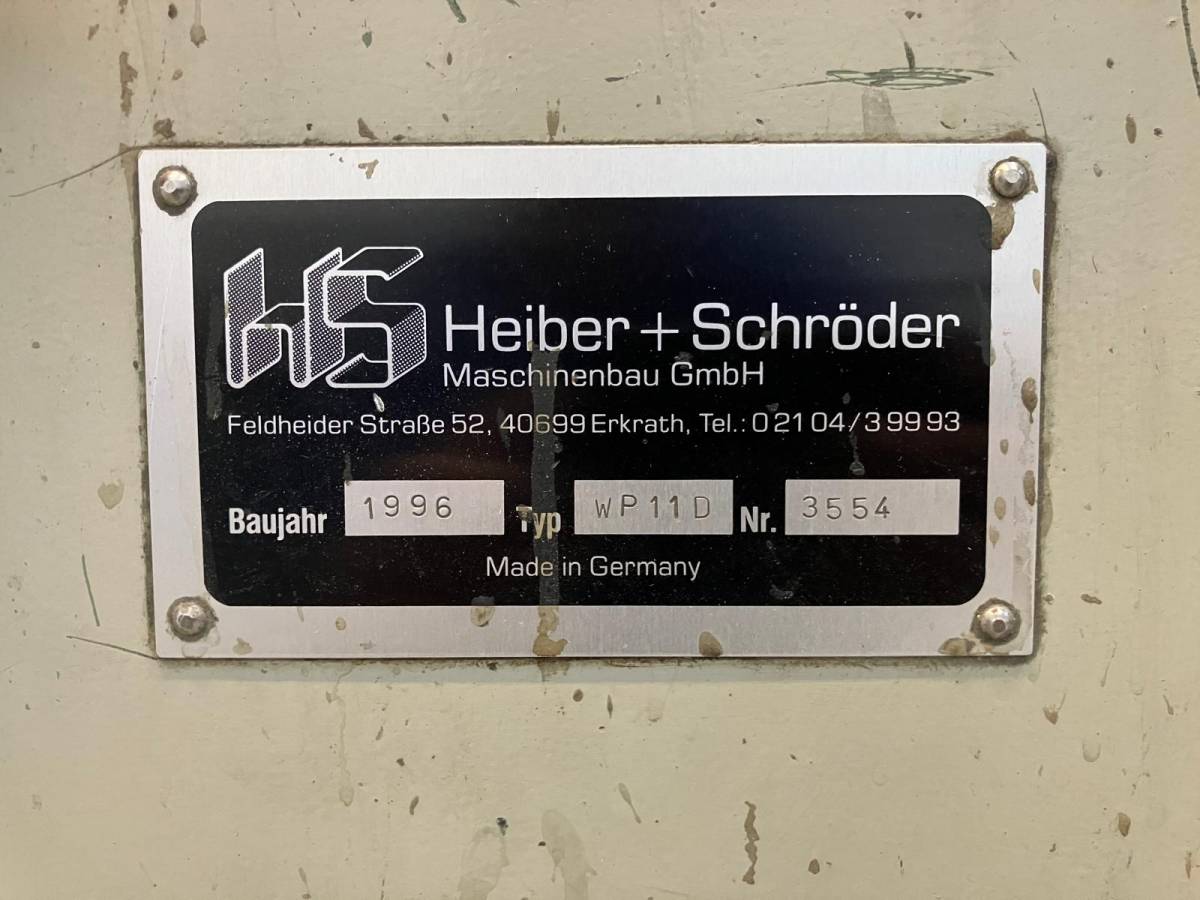 HS Heiber + Schröder
Maschinenbau GmbH
Feldheider Straße 52, 40699 Erkrath, Tel.: 0 21 04 / 3 99 93
Baujahr 1996 Typ WP11D Nr. 3554
Made in Germany